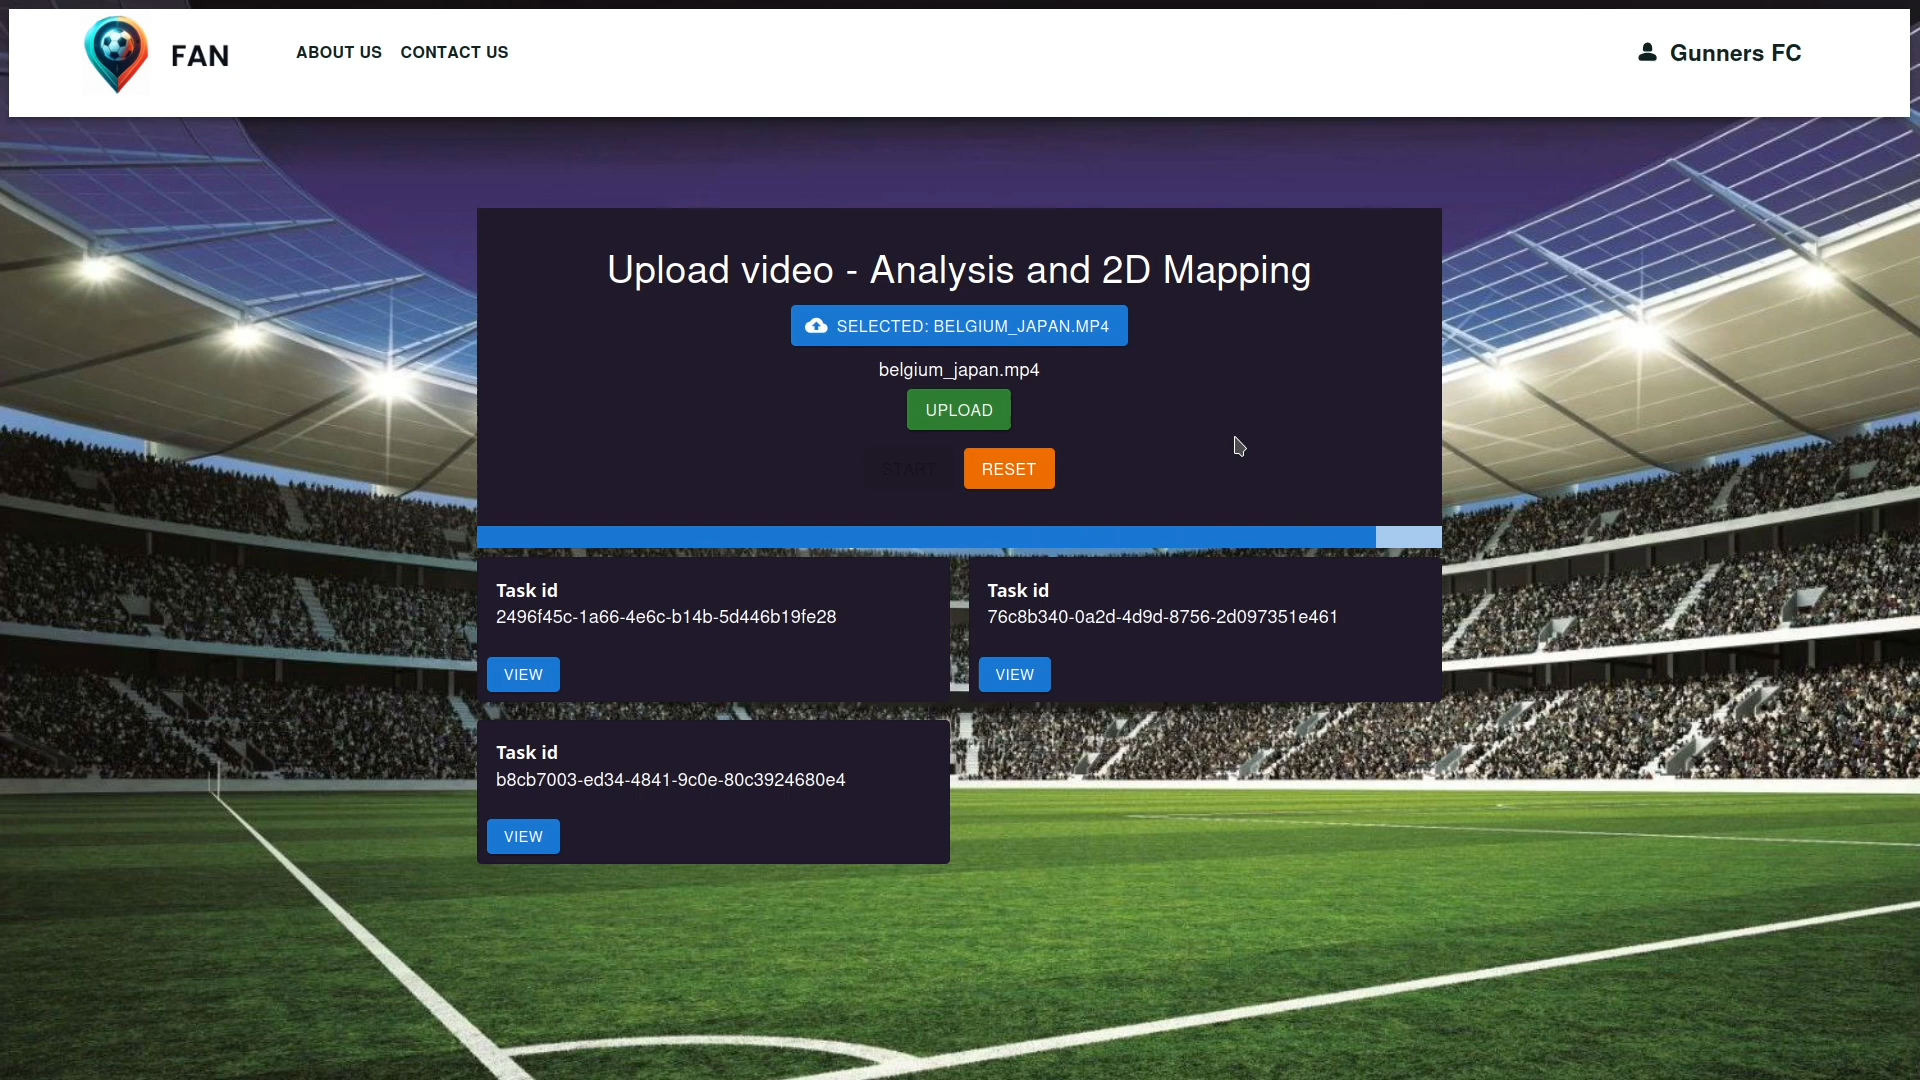 FAN
ABOUT US
CONTACT US
Gunners FC
Upload video - Analysis and 2D Mapping
SELECTED: BELGIUM_JAPAN.MP4
belgium_japan.mp4
UPLOAD
START
RESET
Task id
2496f45c-1a66-4e6c-b14b-5d446b19fe28
VIEW
Task id
76c8b340-0a2d-4d9d-8756-2d097351e461
VIEW
Task id
b8cb7003-ed34-4841-9c0e-80c3924680e4
VIEW